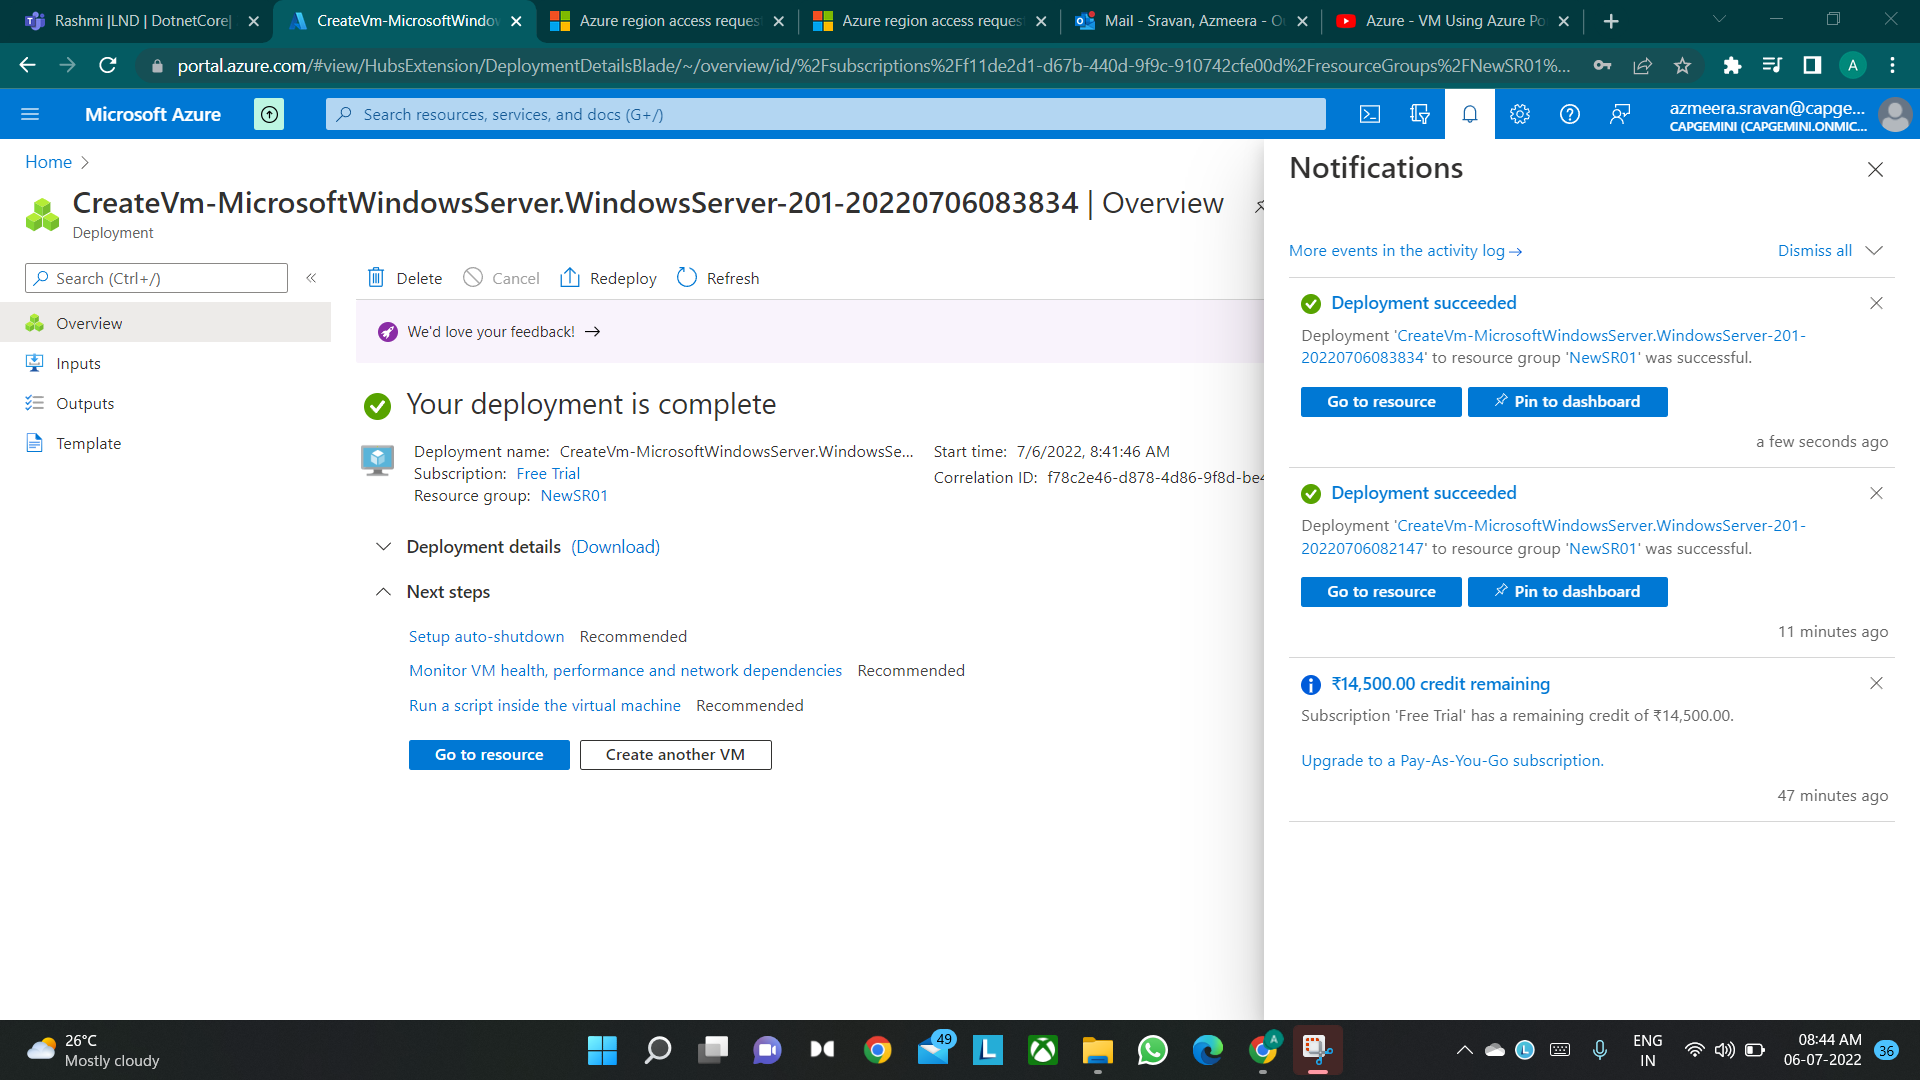 Rashmi |LND | DotnetCore|
CreateVm-MicrosoftWindow
Azure region access reques
Azure region access reques
Mail - Sravan, Azmeera - O
Azure - VM Using Azure Po
portal.azure.com/#view/HubsExtension/DeploymentDetailsBlade/~/overview/id/%2Fsubscriptions%2Ff11de2d1-d67b-440d-9f9c-910742cfe00d%2FresourceGroups%2FNewSR01%...
A
Microsoft Azure
Search resources, services, and docs (G+/)
azmeera.sravan@capge...
CAPGEMINI (CAPGEMINI.ONMIC...
Home
CreateVm-MicrosoftWindowsServer.WindowsServer-201-20220706083834 | Overview
Deployment
Search (Ctrl+/)
«
Overview
Inputs
Outputs
Template
Delete
Cancel
Redeploy
Refresh
We'd love your feedback! →
Your deployment is complete
Deployment name: CreateVm-MicrosoftWindowsServer.WindowsSe...
Subscription: Free Trial
Resource group: NewSR01
Start time: 7/6/2022, 8:41:46 AM
Correlation ID: f78c2e46-d878-4d86-9f8d-be4
Deployment details (Download)
Next steps
Setup auto-shutdown Recommended
Monitor VM health, performance and network dependencies Recommended
Run a script inside the virtual machine Recommended
Go to resource
Create another VM
Notifications
More events in the activity log →
Dismiss all
Deployment succeeded
Deployment 'CreateVm-MicrosoftWindowsServer.WindowsServer-201-
20220706083834' to resource group 'NewSR01' was successful.
Go to resource
Pin to dashboard
a few seconds ago
Deployment succeeded
Deployment 'CreateVm-MicrosoftWindowsServer.WindowsServer-201-
20220706082147' to resource group 'NewSR01' was successful.
Go to resource
Pin to dashboard
11 minutes ago
₹14,500.00 credit remaining
Subscription 'Free Trial' has a remaining credit of ₹14,500.00.
Upgrade to a Pay-As-You-Go subscription.
47 minutes ago
26°C
Mostly cloudy
49
L
A
L
ENG
IN
08:44 AM
06-07-2022
36